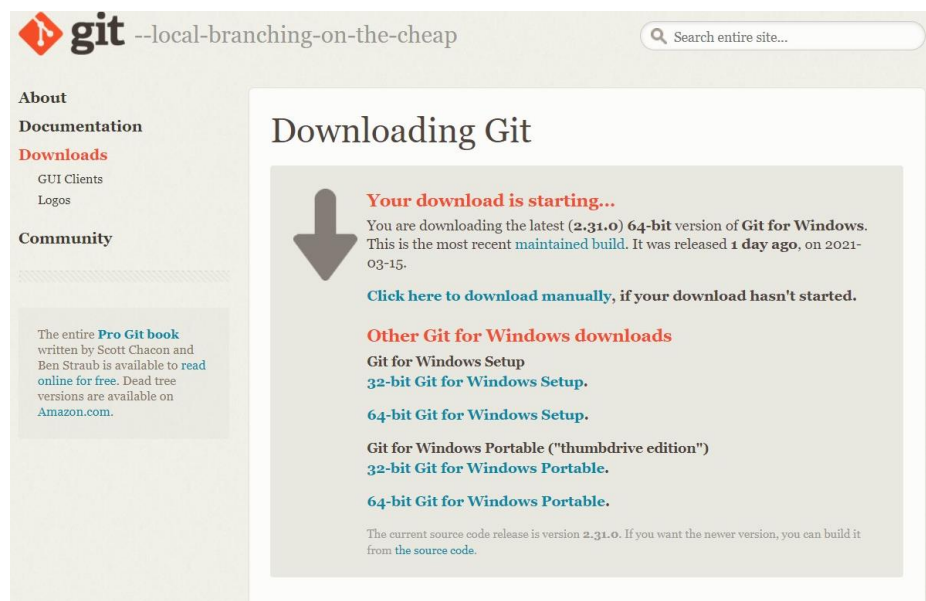 git --local-branching-on-the-cheap
Search entire site...
About
Documentation
Downloads
GUI Clients
Logos
Community
The entire Pro Git book
written by Scott Chacon and
Ben Straub is available to read
online for free. Dead tree
versions are available on
Amazon.com.
Downloading Git
Your download is starting...
You are downloading the latest (2.31.0) 64-bit version of Git for Windows.
This is the most recent maintained build. It was released 1 day ago, on 2021-
03-15.
Click here to download manually, if your download hasn't started.
Other Git for Windows downloads
Git for Windows Setup
32-bit Git for Windows Setup.
64-bit Git for Windows Setup.
Git for Windows Portable ("thumbdrive edition")
32-bit Git for Windows Portable.
64-bit Git for Windows Portable.
The current source code release is version 2.31.0. If you want the newer version, you can build it
from the source code.